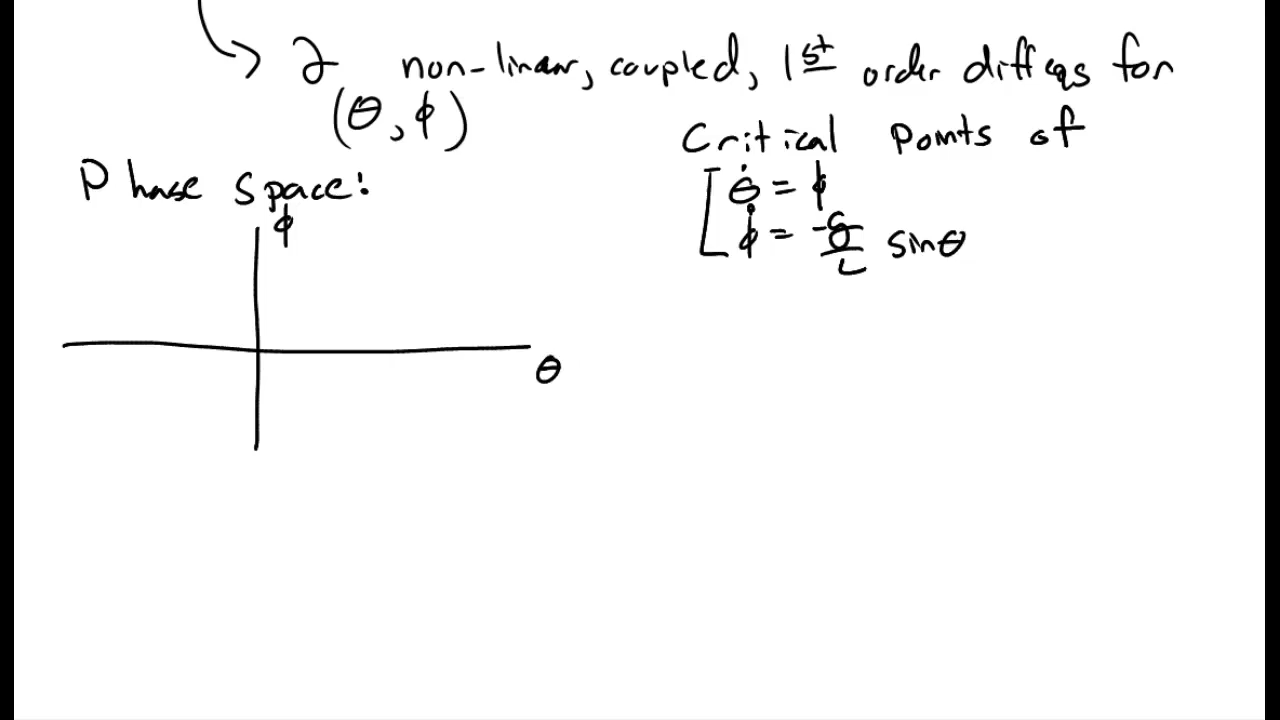 2 non-linear, coupled, 1st order diffeqs for
(θ, ϕ)
Critical points of
Phase space:
θ̇ = ϕ
ϕ̇ = -g/L sinθ
ϕ
θ